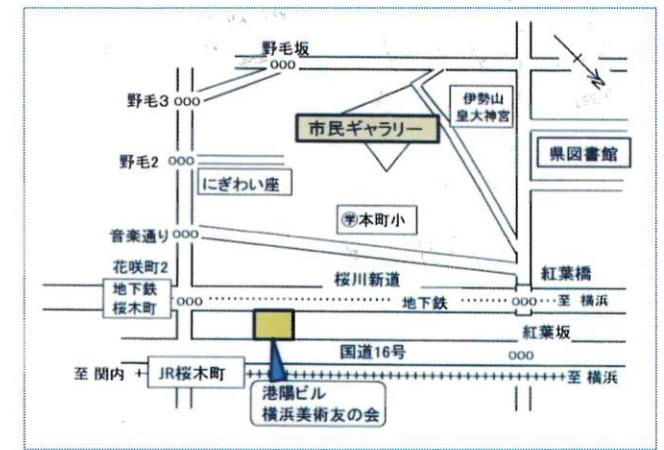 野毛坂
N
野毛3
伊勢山
皇大神宮
市民ギャラリー
県図書館
野毛2
にぎわい座
学本町小
音楽通り
花咲町2
地下鉄
桜木町
桜川新道
地下鉄
紅葉橋
至 横浜
紅葉坂
国道16号
至 関内
JR桜木町
至 横浜
港陽ビル
横浜美術友の会